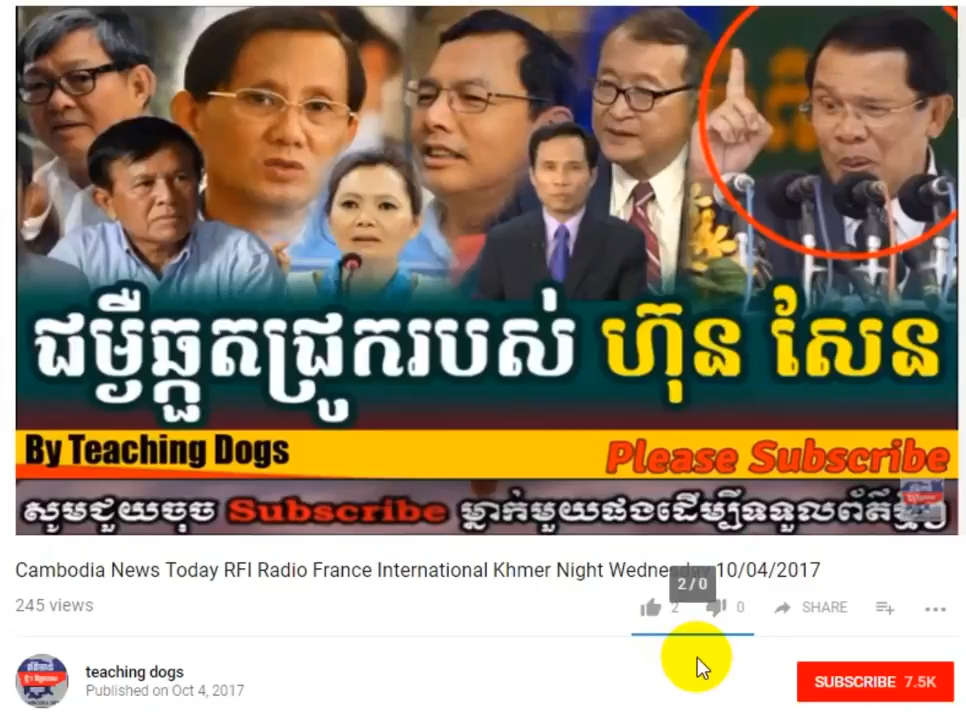 ជម្ងឺឆ្កួតជ្រូករបស់ ហ៊ុន សែន
By Teaching Dogs
Please Subscribe
សូមជួយចុច Subscribe ម្នាក់មួយផងដើម្បីទទួលព័ត៌
Cambodia News Today RFI Radio France International Khmer Night Wednesday 10/04/2017
2/0
245 views
2 0 SHARE
teaching dogs
Published on Oct 4, 2017
SUBSCRIBE 7.5K